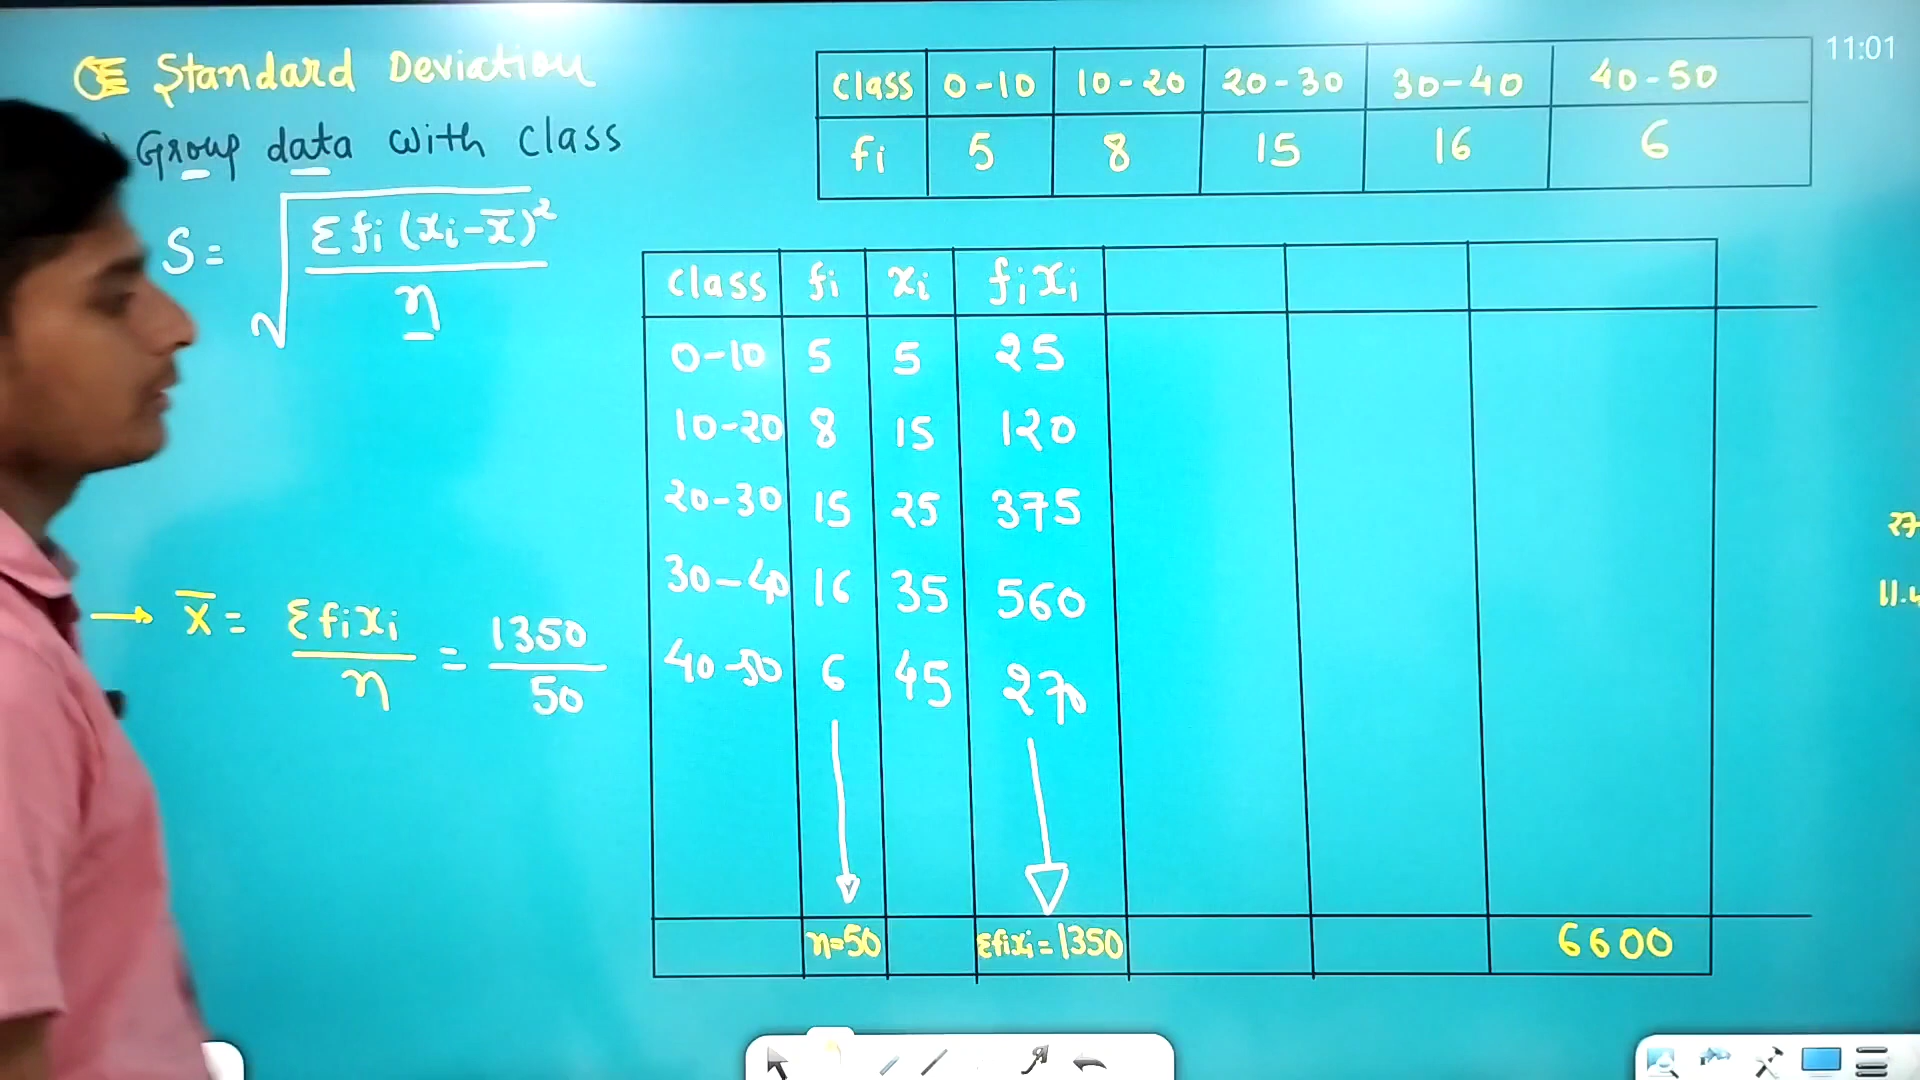 Standard Deviation
Group data with class
S = √(Σfi(xi-x̄)² / n)
→ x̄ = Σfixi / n = 1350 / 50
class 0-10 10-20 20-30 30-40 40-50
fi 5 8 15 16 6
class fi xi fixi
0-10 5 5 25
10-20 8 15 120
20-30 15 25 375
30-40 16 35 560
40-50 6 45 270
n=50 Σfixi=1350 6600
11:01
27
11.4